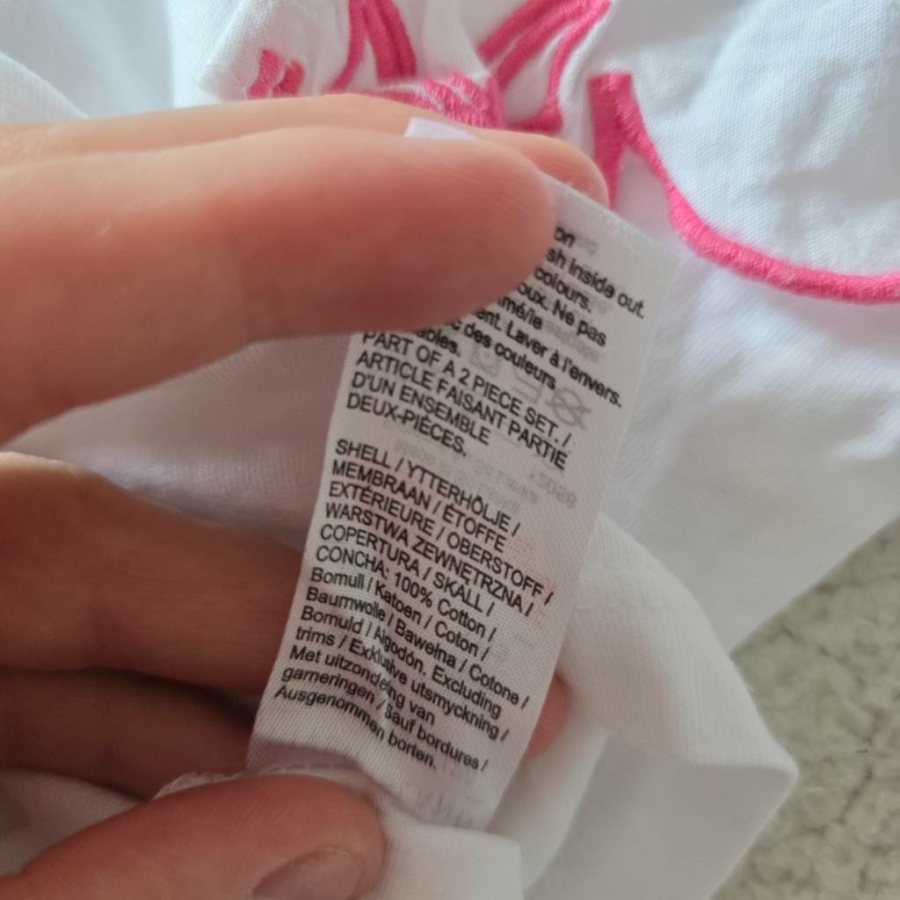 sh inside out.
colours.
oux. Ne pas
ent. Laver à l'envers.
des couleurs
PART OF A 2 PIECE SET. /
ARTICLE FAISANT PARTIE
D'UN ENSEMBLE
DEUX-PIÈCES.
SHELL / YTTERHÖLJE /
MEMBRAAN / ÉTOFFE
EXTÉRIEURE / OBERSTOFF /
WARSTWA ZEWNĘTRZNA /
COPERTURA / SKALL /
CONCHA: 100% Cotton /
Bomull / Katoen / Coton /
Baumwolle / Bawełna / Cotone /
Bomuld / Algodón, Excluding
trims / Exklusive utsmyckning /
Met uitzondering van
garneringen / Sauf bordures /
Ausgenommen borten.